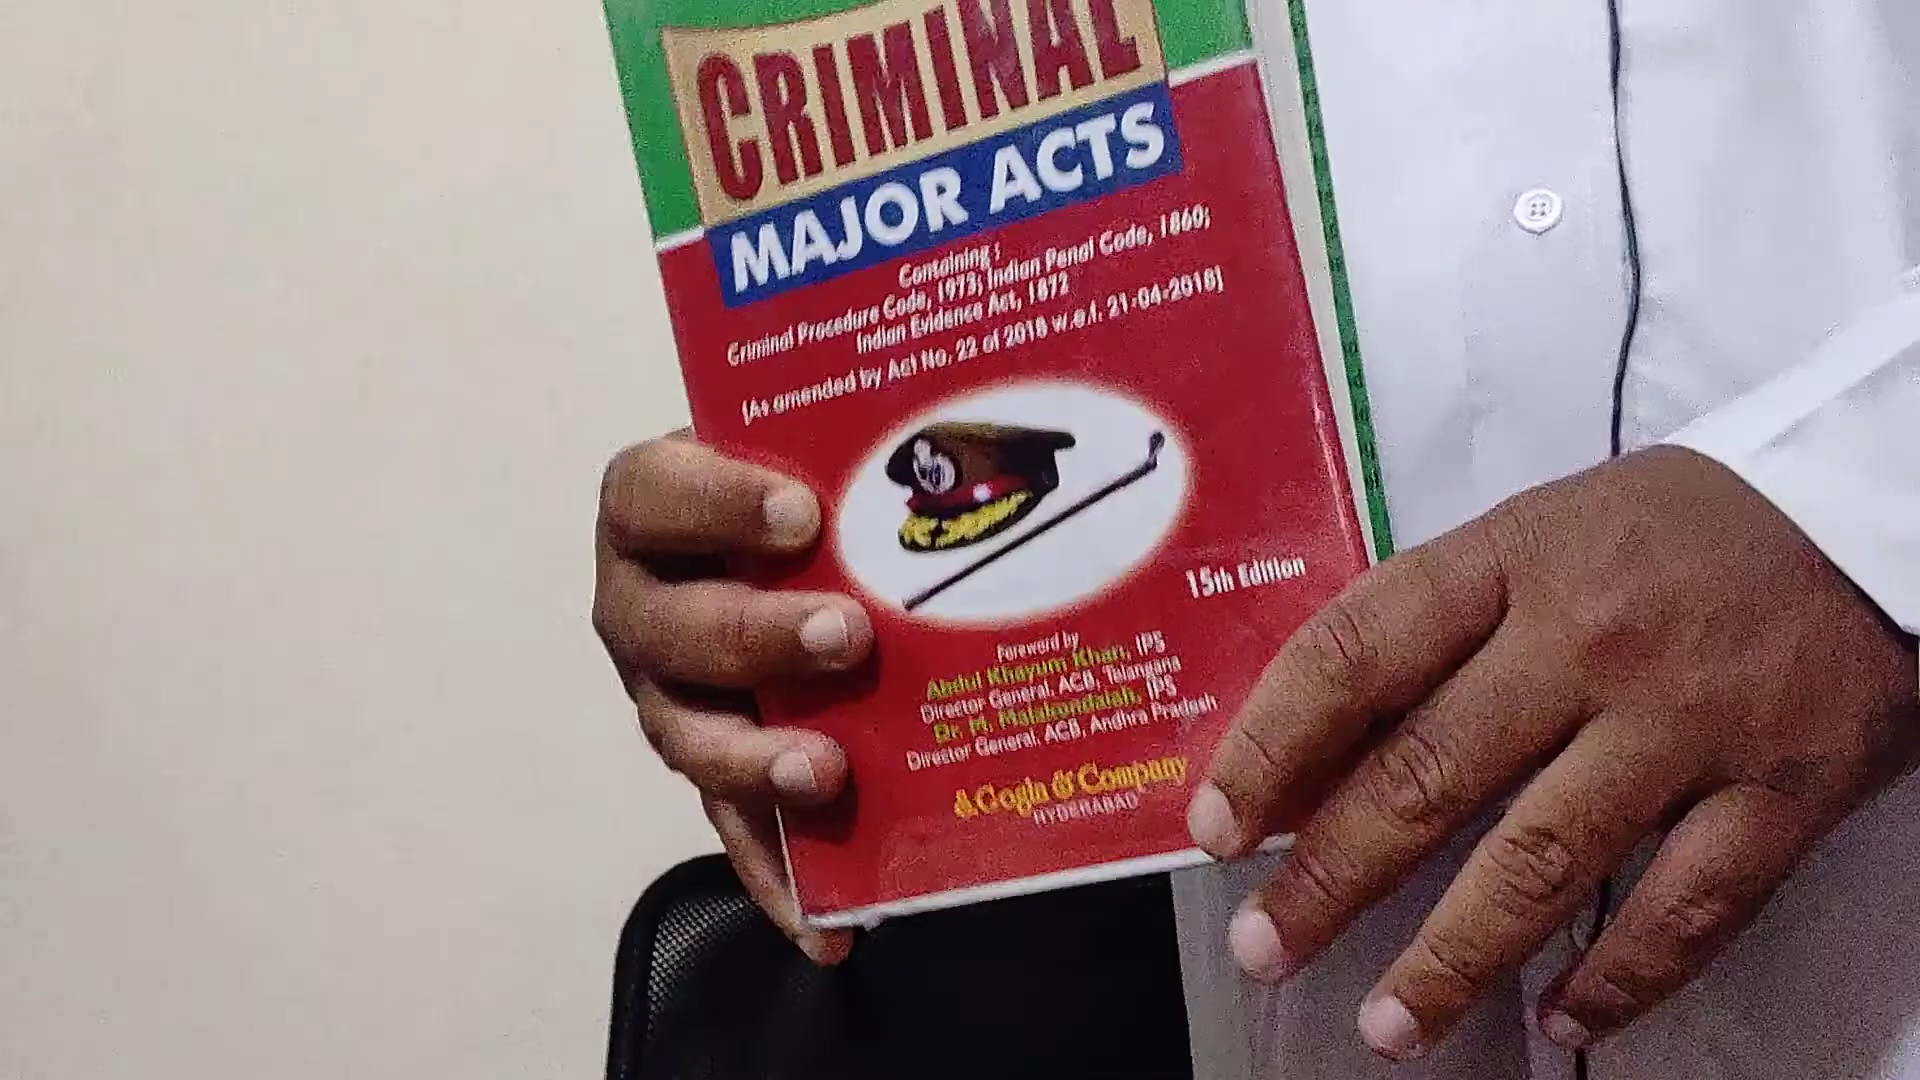 CRIMINAL
MAJOR ACTS
Containing :
Criminal Procedure Code, 1973; Indian Penal Code, 1860;
Indian Evidence Act, 1872
[As amended by Act No. 22 of 2018 w.e.f. 21-04-2018]
15th Edition
Foreword by
Abdul Khayum Khan, IPS
Director General, ACB, Telangana
Dr. M. Malakondaiah, IPS
Director General, ACB, Andhra Pradesh
Gogia & Company
HYDERABAD